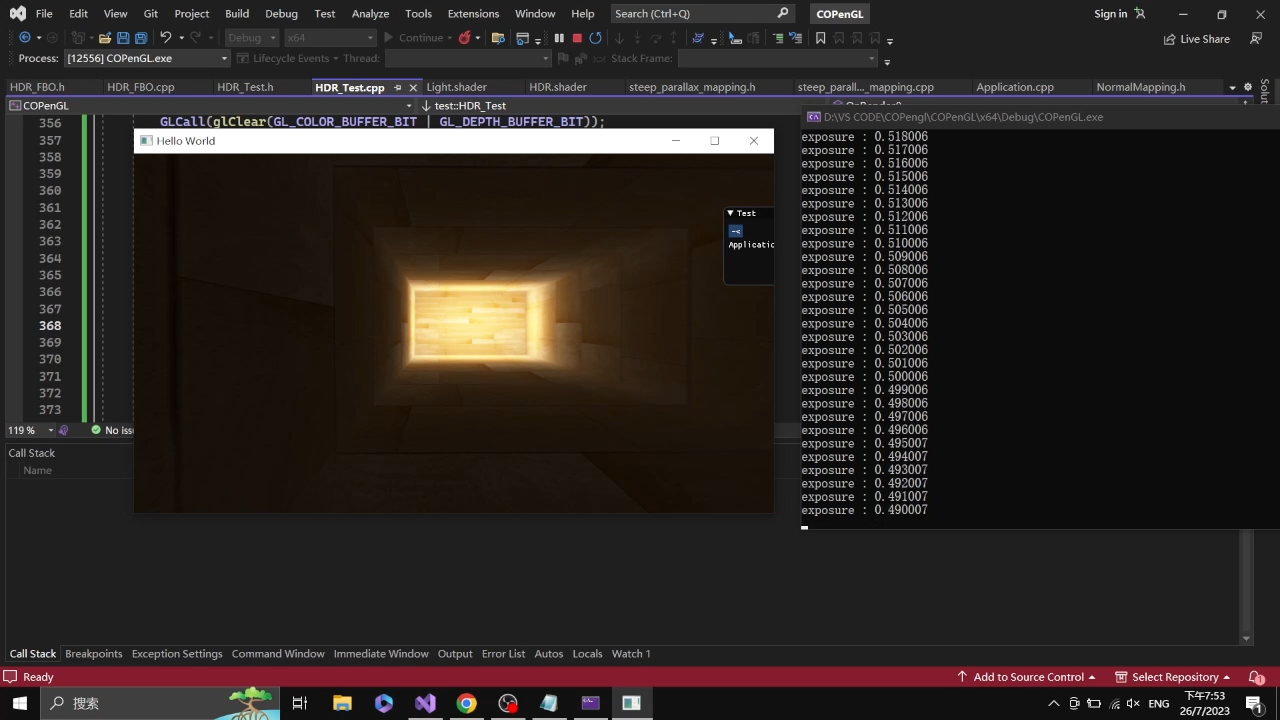 File Edit View Git Project Build Debug Test Analyze Tools Extensions Window Help Search (Ctrl+Q) COPenGL Sign in
Debug x64 Continue Live Share
Process: [12556] COPenGL.exe Lifecycle Events Thread: Stack Frame:
HDR_FBO.h HDR_FBO.cpp HDR_Test.h HDR_Test.cpp Light.shader HDR.shader steep_parallax_mapping.h steep_parall..._mapping.cpp Application.cpp NormalMapping.h
COPenGL test::HDR_Test
356 GLCall(glClear(GL_COLOR_BUFFER_BIT | GL_DEPTH_BUFFER_BIT));
357
358
359
360
361
362
363
364
365
366
367
368
369
370
371
372
373
119 % No issu
Hello World
Test
-<
Applicatio
D:\VS CODE\COPengl\COPenGL\x64\Debug\COPenGL.exe
exposure : 0.518006
exposure : 0.517006
exposure : 0.516006
exposure : 0.515006
exposure : 0.514006
exposure : 0.513006
exposure : 0.512006
exposure : 0.511006
exposure : 0.510006
exposure : 0.509006
exposure : 0.508006
exposure : 0.507006
exposure : 0.506006
exposure : 0.505006
exposure : 0.504006
exposure : 0.503006
exposure : 0.502006
exposure : 0.501006
exposure : 0.500006
exposure : 0.499006
exposure : 0.498006
exposure : 0.497006
exposure : 0.496006
exposure : 0.495007
exposure : 0.494007
exposure : 0.493007
exposure : 0.492007
exposure : 0.491007
exposure : 0.490007
Call Stack
Name
Call Stack Breakpoints Exception Settings Command Window Immediate Window Output Error List Autos Locals Watch 1
Ready Add to Source Control Select Repository 1
搜索 ENG 下午7:53
26/7/2023 1